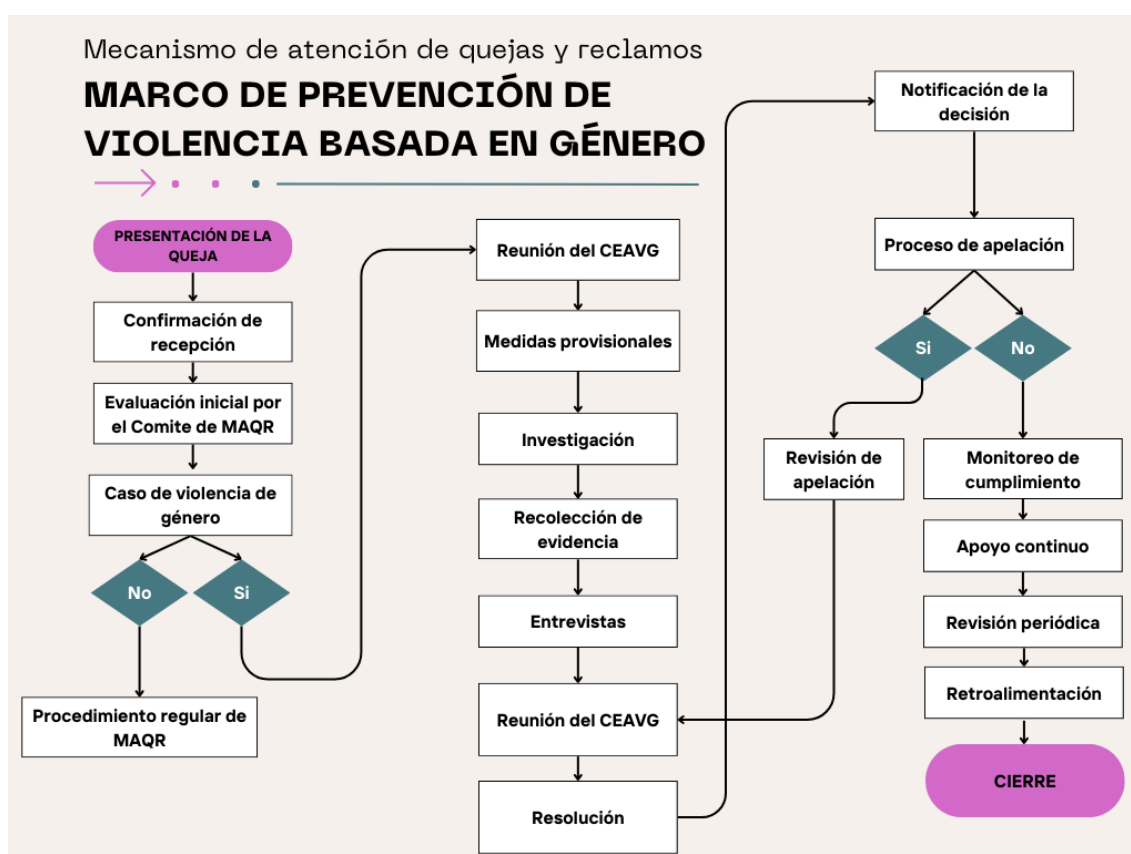 Mecanismo de atención de quejas y reclamos
MARCO DE PREVENCIÓN DE
VIOLENCIA BASADA EN GÉNERO
PRESENTACIÓN DE LA
QUEJA
Confirmación de
recepción
Evaluación inicial por
el Comite de MAQR
Caso de violencia de
género
No
Si
Procedimiento regular de
MAQR
Reunión del CEAVG
Medidas provisionales
Investigación
Recolección de
evidencia
Entrevistas
Reunión del CEAVG
Resolución
Notificación de la
decisión
Proceso de apelación
Si
No
Revisión de
apelación
Monitoreo de
cumplimiento
Apoyo continuo
Revisión periódica
Retroalimentación
CIERRE